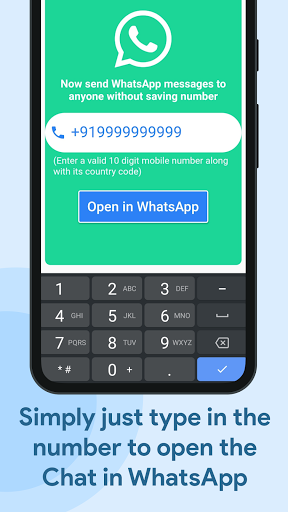 Now send WhatsApp messages to
anyone without saving number
+919999999999
(Enter a valid 10 digit mobile number along
with its country code)
Open in WhatsApp
1 2 ABC 3 DEF −
4 GHI 5 JKL 6 MNO
7 PQRS 8 TUV 9 WXYZ
* # 0 + .
Simply just type in the
number to open the
Chat in WhatsApp